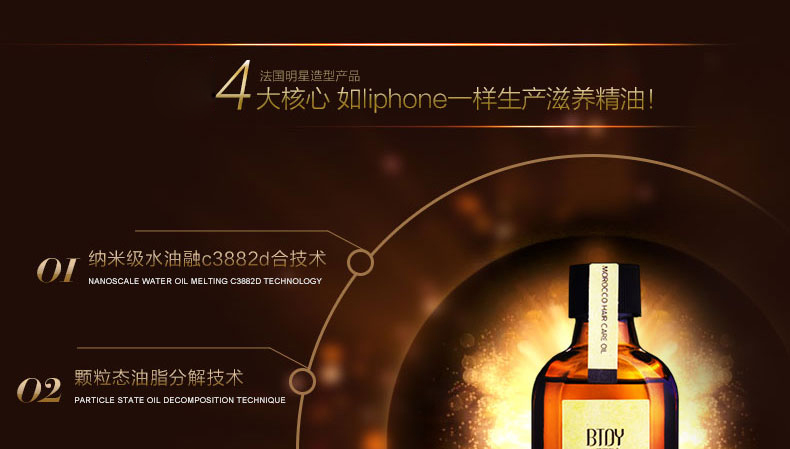 法国明星造型产品
4大核心 如liphone一样生产滋养精油!
01 纳米级水油融c3882d合技术
NANOSCALE WATER OIL MELTING C3882D TECHNOLOGY
02 颗粒态油脂分解技术
PARTICLE STATE OIL DECOMPOSITION TECHNIQUE
MOROCCO HAIR CARE OIL
BTDY